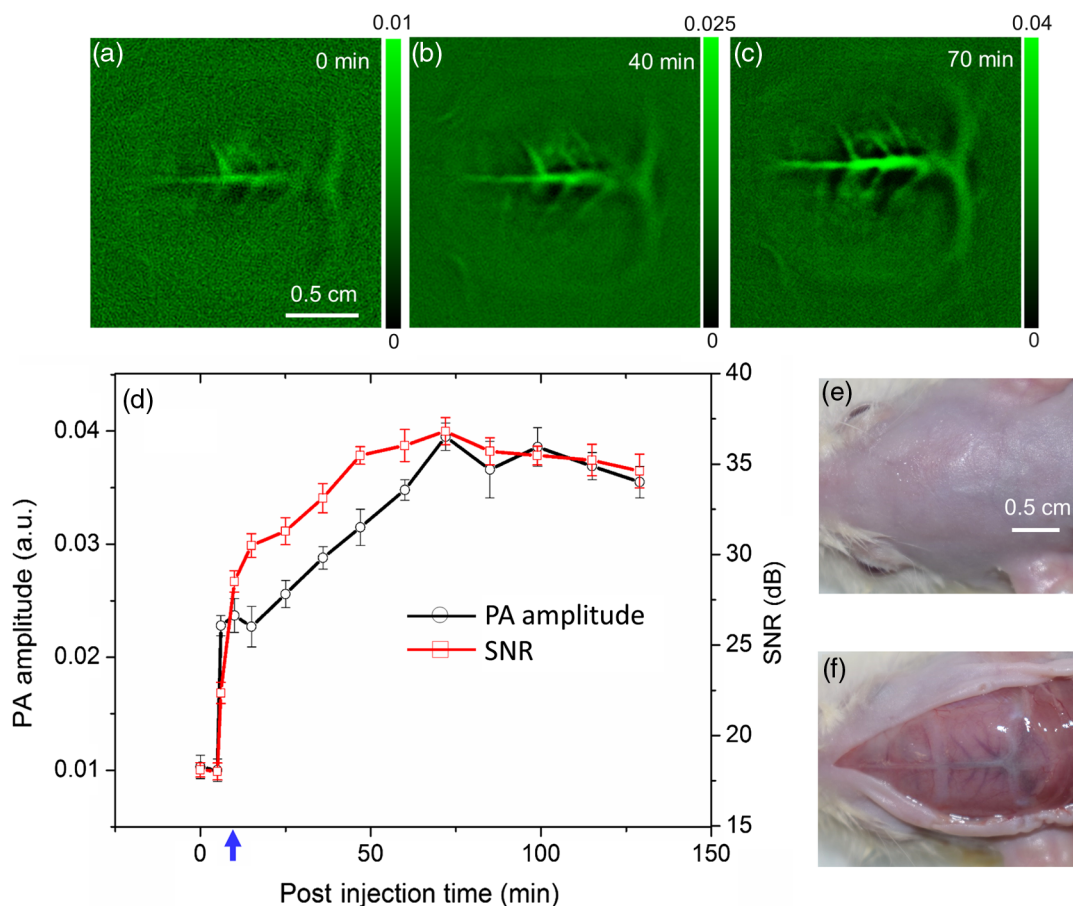 0.01
0.025
0.04
(a)
0 min
(b)
40 min
(c)
70 min
0.5 cm
0
0
0
(d)
40
0.04
35
0.03
30
0.02
25
20
0.01
15
PA amplitude (a.u.)
SNR (dB)
PA amplitude
SNR
0
50
100
150
Post injection time (min)
(e)
0.5 cm
(f)